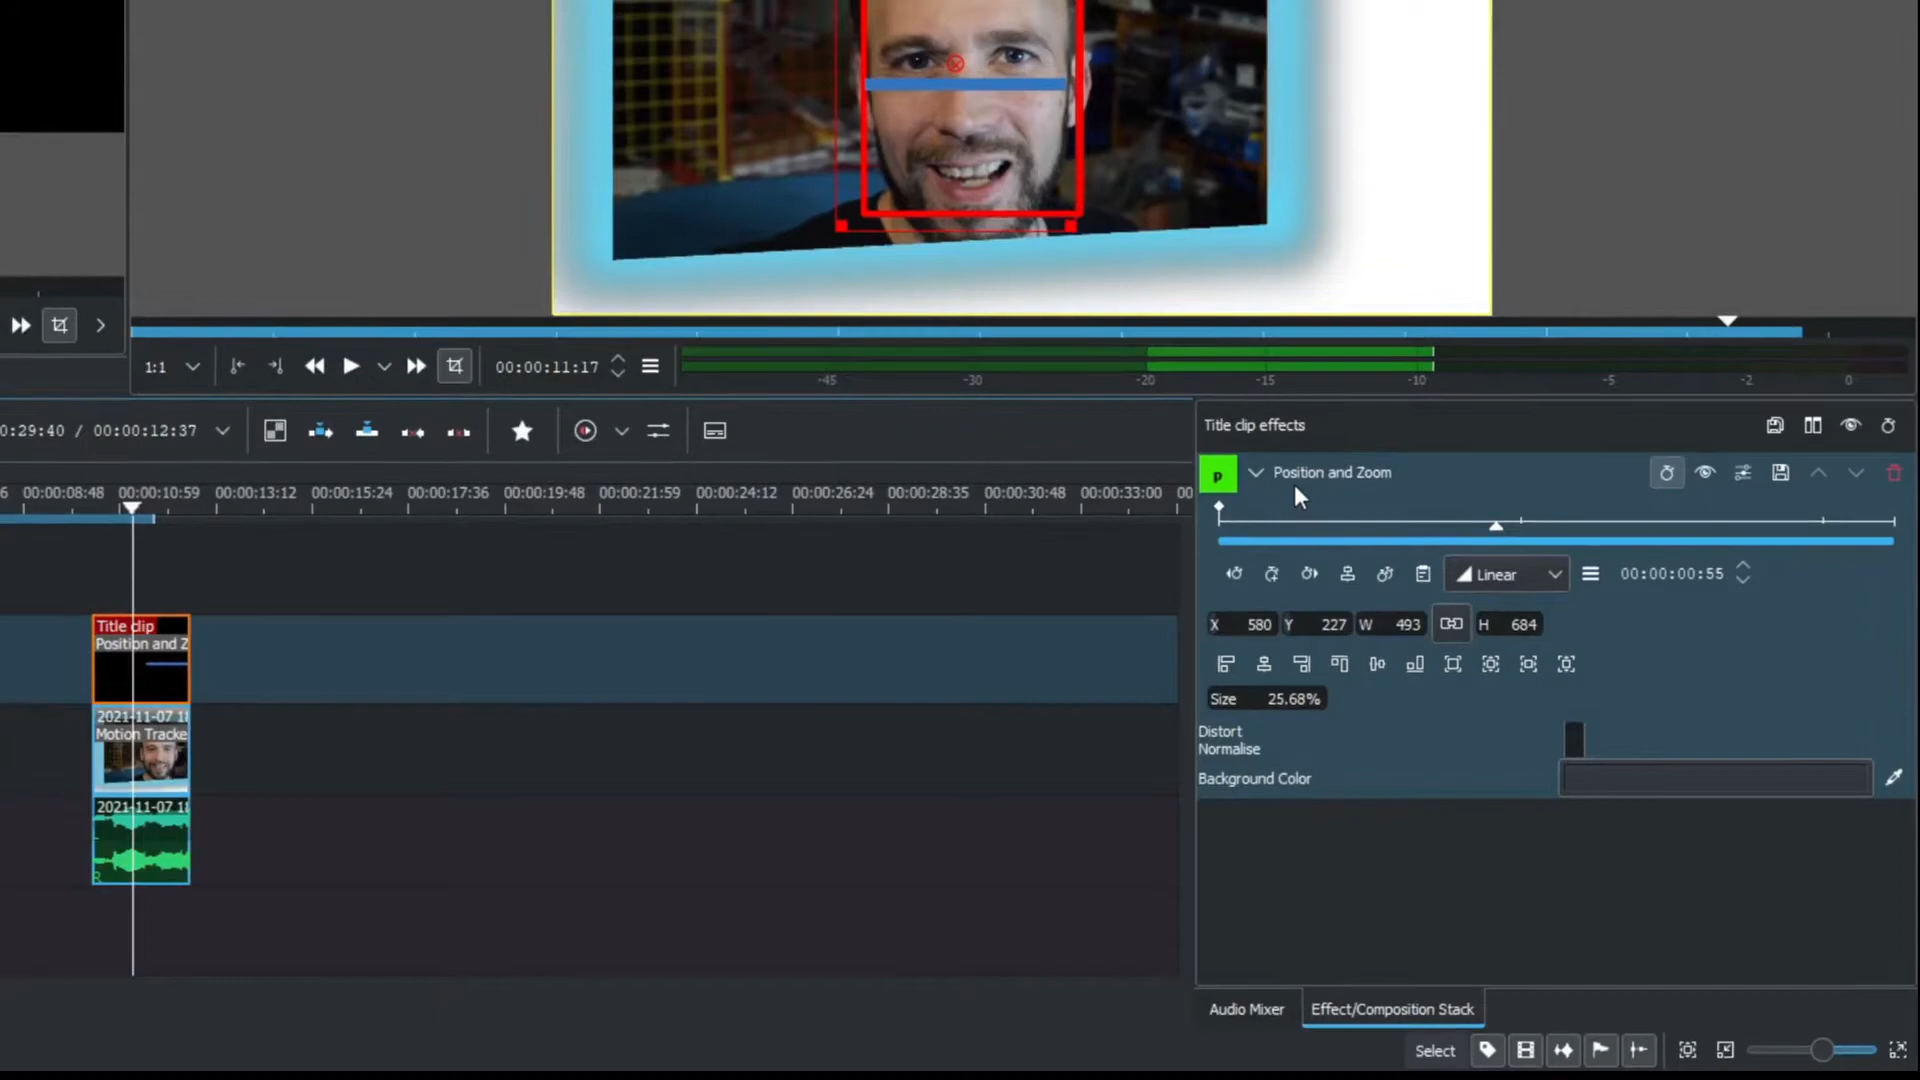 1:1
00:00:11:17
-45 -30 -20 -15 -10 -5 -2 0
0:29:40 / 00:00:12:37
Title clip effects
p Position and Zoom
6 00:00:08:48 00:00:10:59 00:00:13:12 00:00:15:24 00:00:17:36 00:00:19:48 00:00:21:59 00:00:24:12 00:00:26:24 00:00:28:35 00:00:30:48 00:00:33:00 00
Linear 00:00:00:55
X 580 Y 227 W 493 H 684
Size 25.68%
Distort
Normalise
Background Color
Title clip
Position and Z
2021-11-07 1
Motion Tracke
2021-11-07 1
R
Audio Mixer Effect/Composition Stack
Select